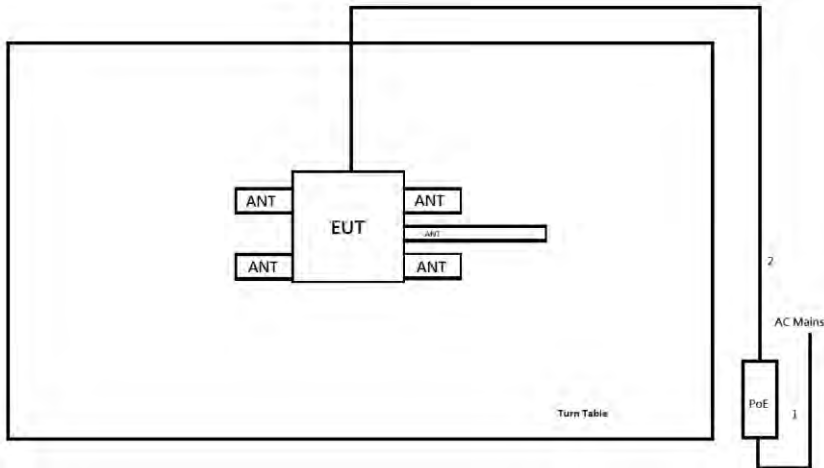 ANT
ANT
EUT
ANT
ANT
ANT
2
AC Mains
PoE
1
Turn Table